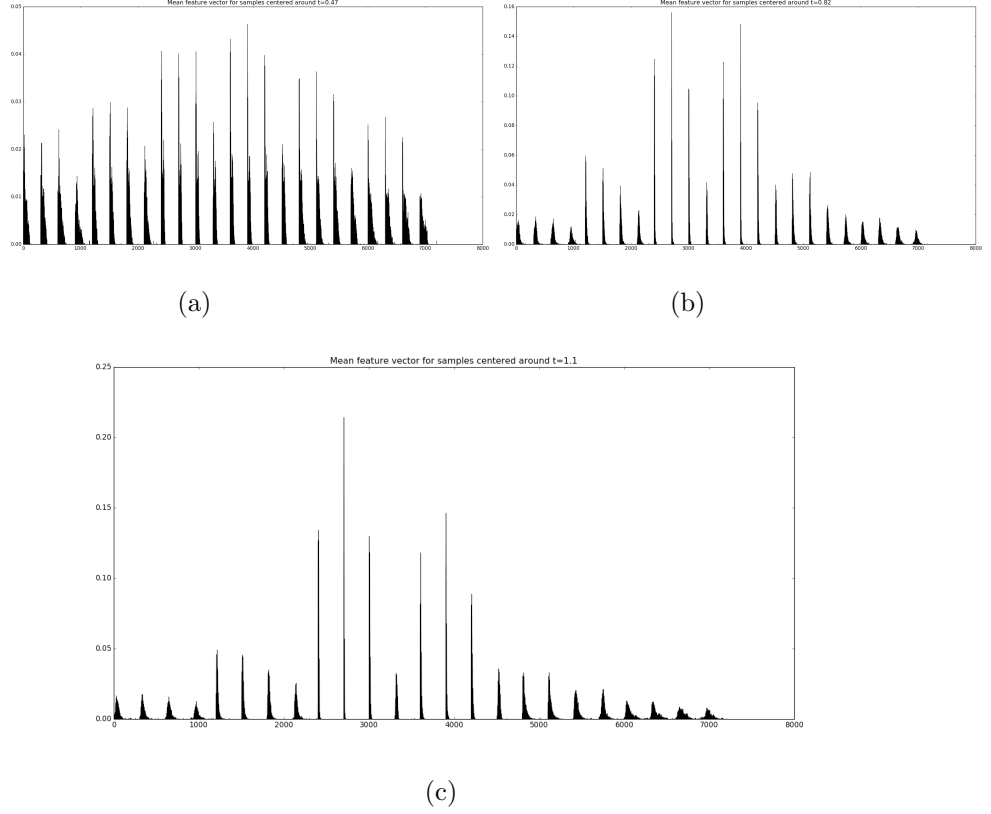 Mean feature vector for samples centered around t=0.47
0.05
0.04
0.03
0.02
0.01
0.00
0 1000 2000 3000 4000 5000 6000 7000 8000
(a)
Mean feature vector for samples centered around t=0.82
0.16
0.14
0.12
0.10
0.08
0.06
0.04
0.02
0.00
0 1000 2000 3000 4000 5000 6000 7000 8000
(b)
Mean feature vector for samples centered around t=1.1
0.25
0.20
0.15
0.10
0.05
0.00
0 1000 2000 3000 4000 5000 6000 7000 8000
(c)